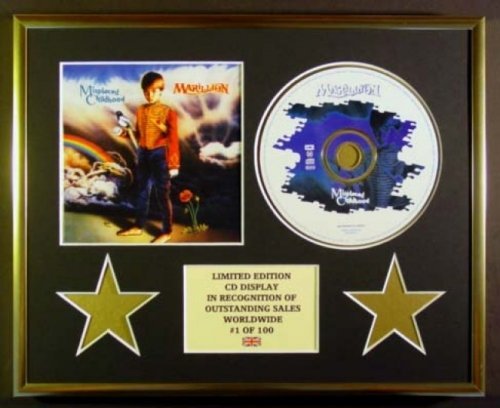 Misplaced
Childhood
MARILLION
MARILLION
Misplaced
Childhood
LIMITED EDITION
CD DISPLAY
IN RECOGNITION OF
OUTSTANDING SALES
WORLDWIDE
#1 OF 100